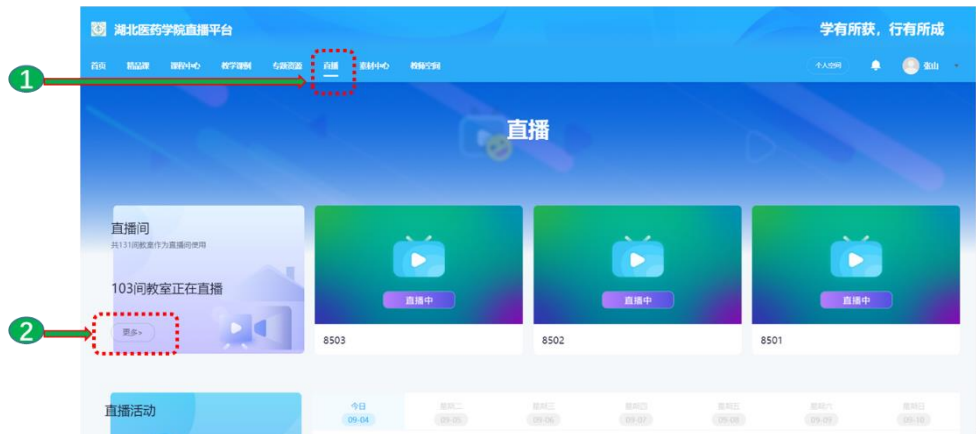 湖北医药学院直播平台
学有所获，行有所成
首页 精品课 课程中心 教学课例 专题资源 直播 素材中心 教师空间
个人空间 张山
1
直播
直播间
共131间教室作为直播间使用
103间教室正在直播
更多>
2
直播中 直播中 直播中
8503 8502 8501
直播活动
今日 星期二 星期三 星期四 星期五 星期六 星期日
09-04 09-05 09-06 09-07 09-08 09-09 09-10